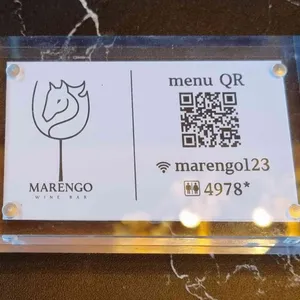 MARENGO
WINE BAR
menu QR
marengo123
4978*